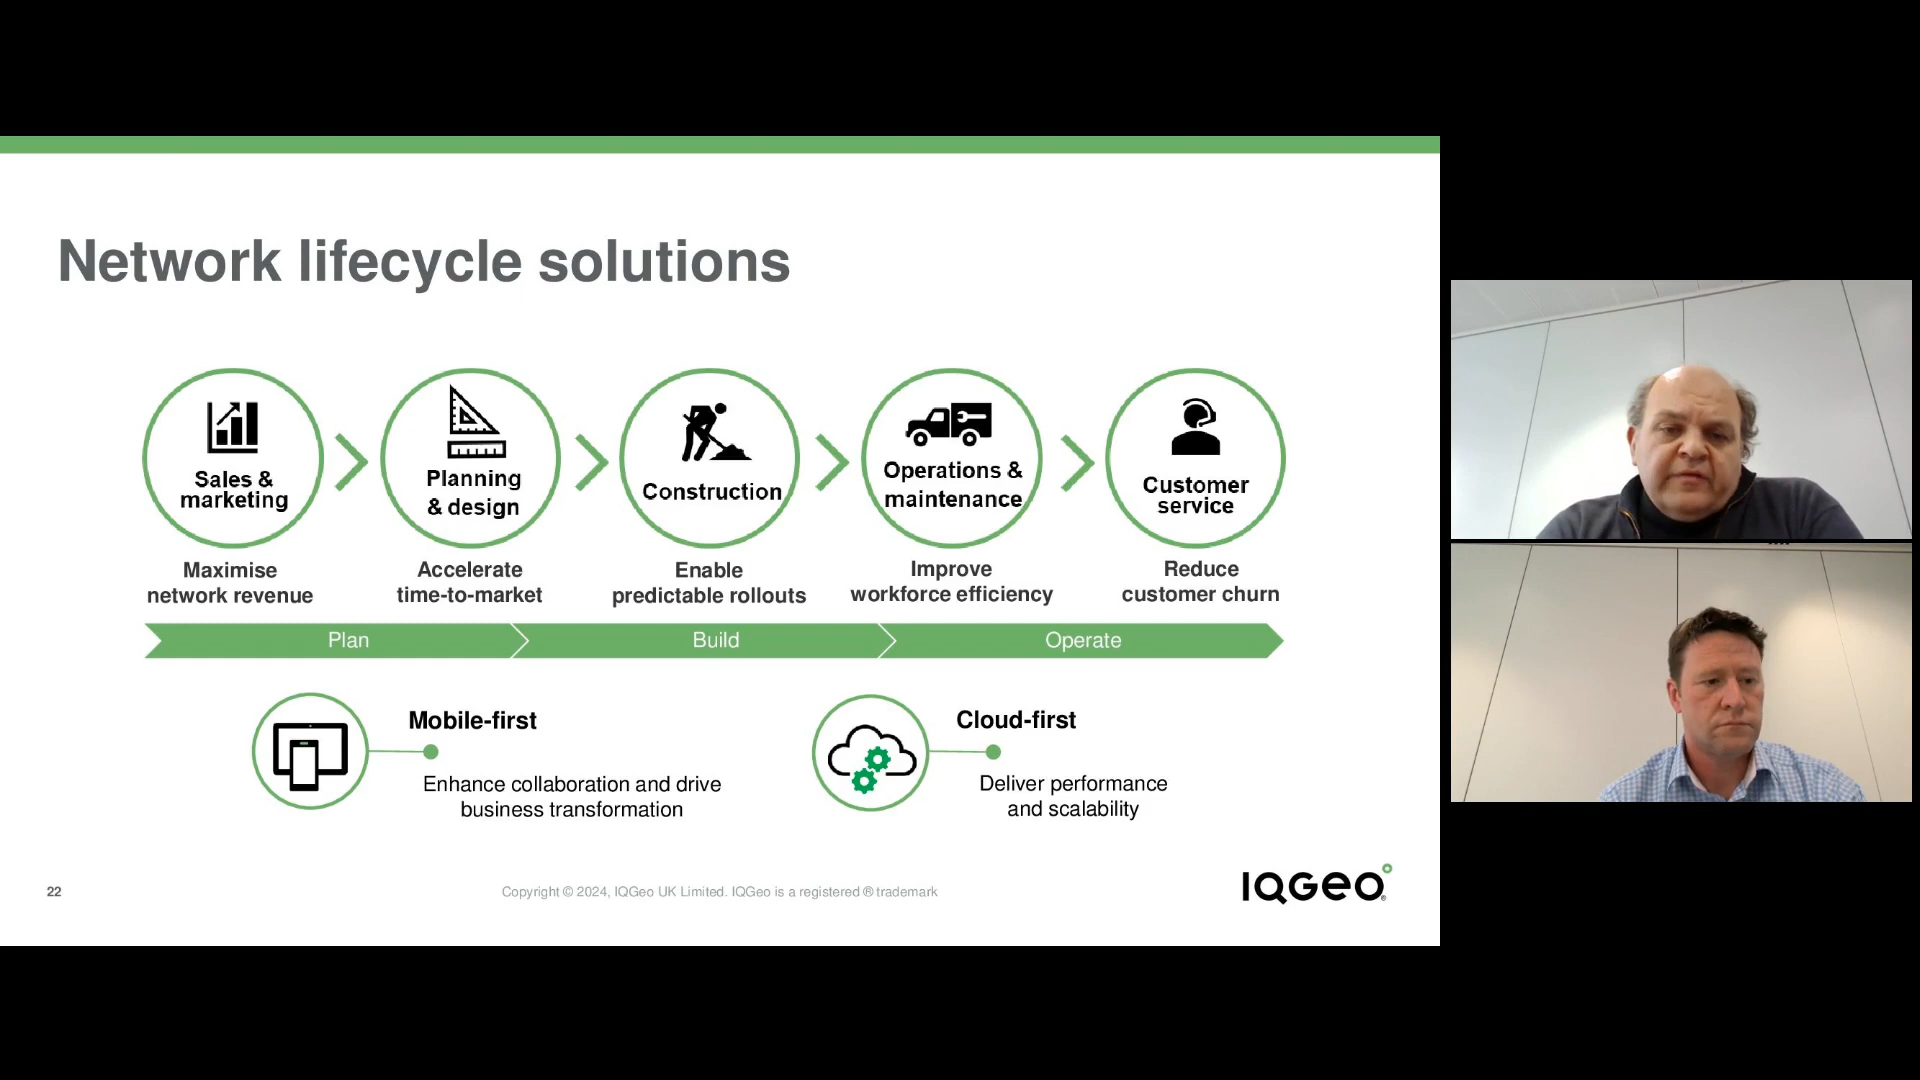 Network lifecycle solutions
Sales &
marketing
Planning
& design
Construction
Operations &
maintenance
Customer
service
Maximise
network revenue
Accelerate
time-to-market
Enable
predictable rollouts
Improve
workforce efficiency
Reduce
customer churn
Plan
Build
Operate
Mobile-first
Enhance collaboration and drive
business transformation
Cloud-first
Deliver performance
and scalability
22
Copyright © 2024, IQGeo UK Limited. IQGeo is a registered ® trademark
IQGeo®